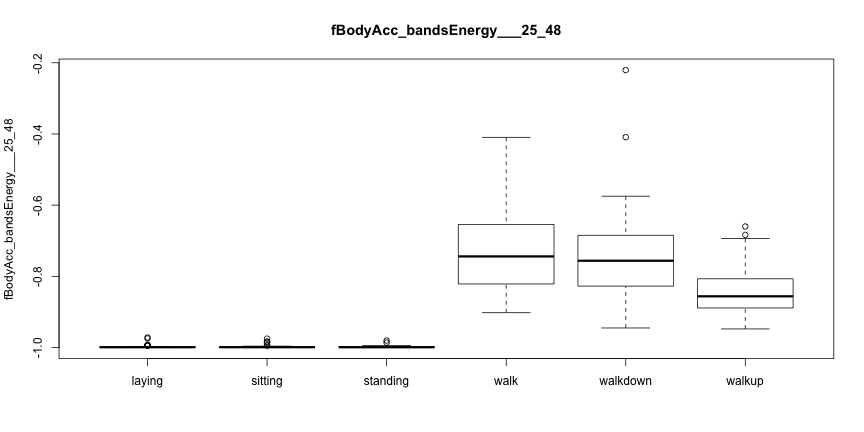 fBodyAcc_bandsEnergy___25_48
fBodyAcc_bandsEnergy___25_48
-0.2
-0.4
-0.6
-0.8
-1.0
laying sitting standing walk walkdown walkup